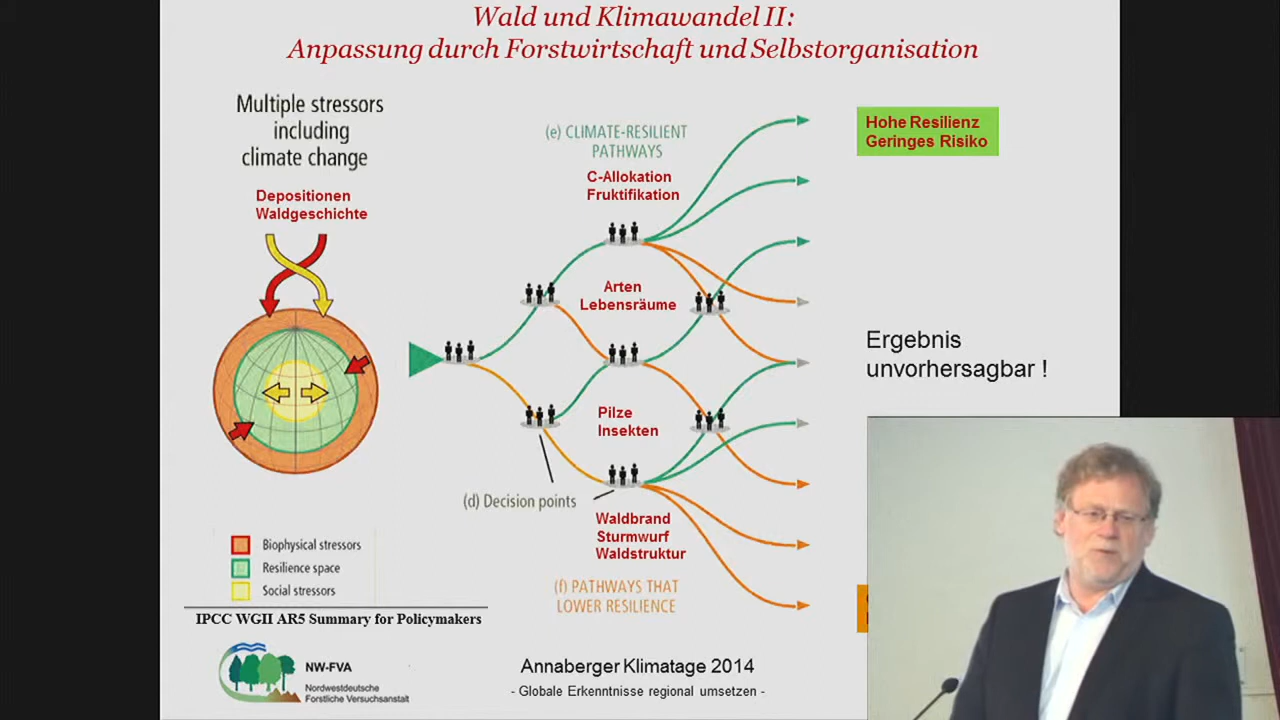 Wald und Klimawandel II:
Anpassung durch Forstwirtschaft und Selbstorganisation
Multiple stressors
including
climate change
Depositionen
Waldgeschichte
(e) CLIMATE-RESILIENT
PATHWAYS
C-Allokation
Fruktifikation
Hohe Resilienz
Geringes Risiko
Arten
Lebensräume
Ergebnis
unvorhersagbar !
Pilze
Insekten
(d) Decision points
Waldbrand
Sturmwurf
Waldstruktur
(f) PATHWAYS THAT
LOWER RESILIENCE
Biophysical stressors
Resilience space
Social stressors
IPCC WGII AR5 Summary for Policymakers
NW-FVA
Nordwestdeutsche
Forstliche Versuchsanstalt
Annaberger Klimatage 2014
- Globale Erkenntnisse regional umsetzen -